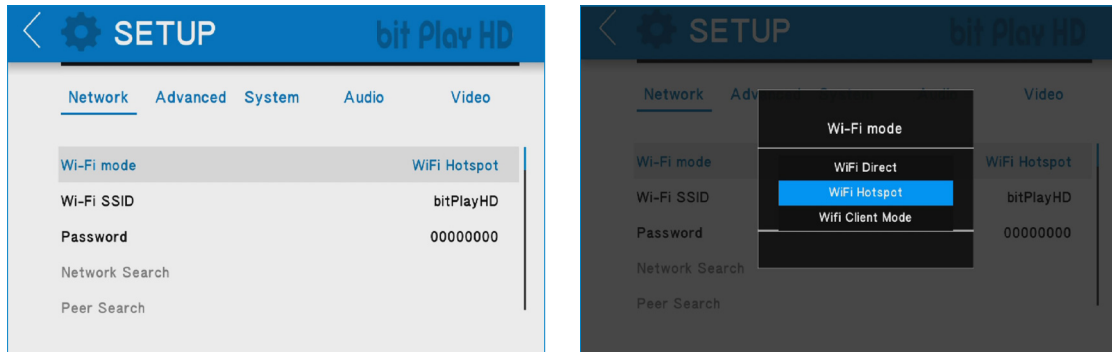 SETUP bit Play HD
Network Advanced System Audio Video
Wi-Fi mode WiFi Hotspot
Wi-Fi SSID bitPlayHD
Password 00000000
Network Search
Peer Search
SETUP bit Play HD
Network Video
Wi-Fi mode
Wi-Fi mode WiFi Hotspot
WiFi Direct
WiFi Hotspot
Wi-Fi SSID bitPlayHD
Wifi Client Mode
Password 00000000
Network Search
Peer Search